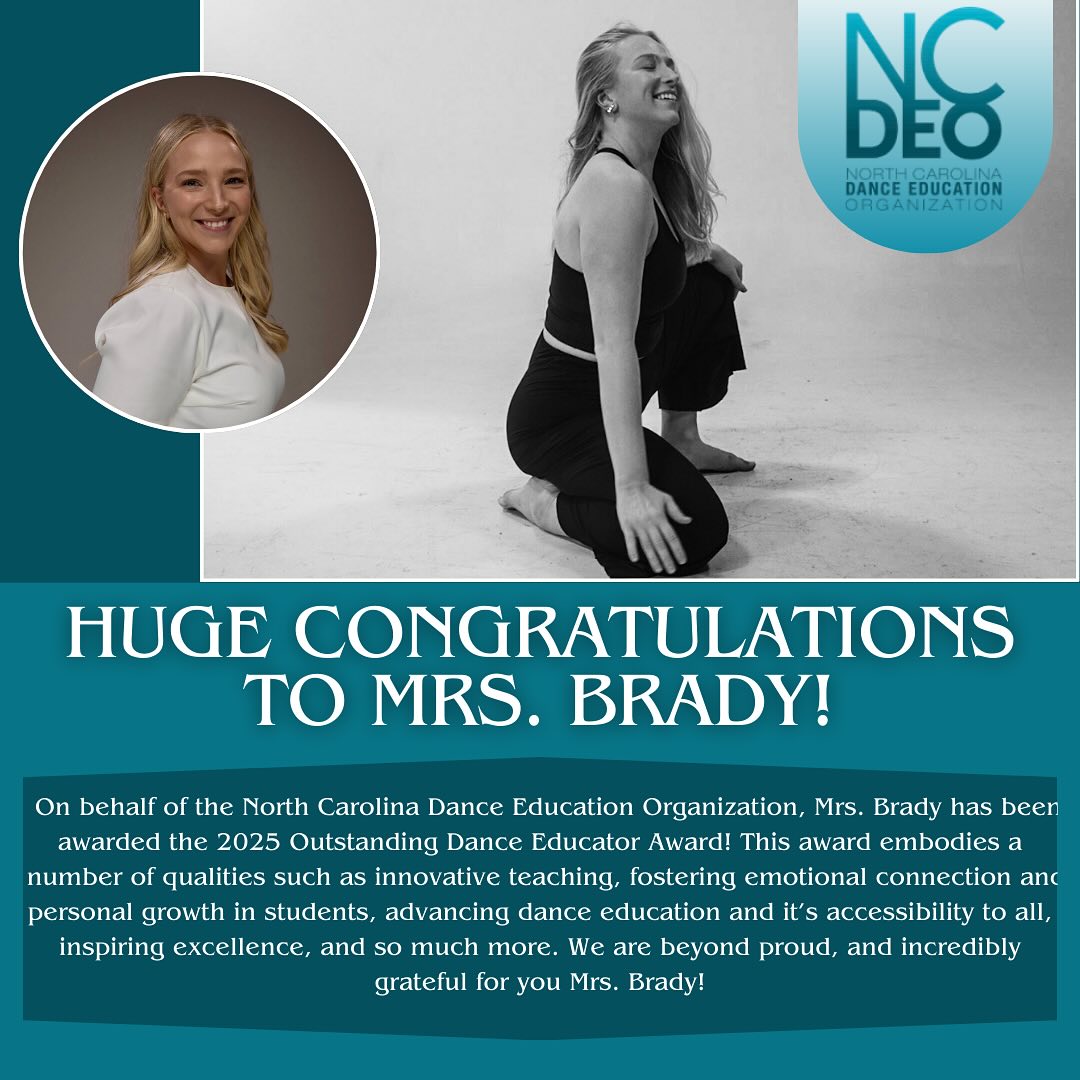 NC
DEO
NORTH CAROLINA
DANCE EDUCATION
ORGANIZATION
HUGE CONGRATULATIONS
TO MRS. BRADY!
On behalf of the North Carolina Dance Education Organization, Mrs. Brady has been
awarded the 2025 Outstanding Dance Educator Award! This award embodies a
number of qualities such as innovative teaching, fostering emotional connection and
personal growth in students, advancing dance education and it’s accessibility to all,
inspiring excellence, and so much more. We are beyond proud, and incredibly
grateful for you Mrs. Brady!